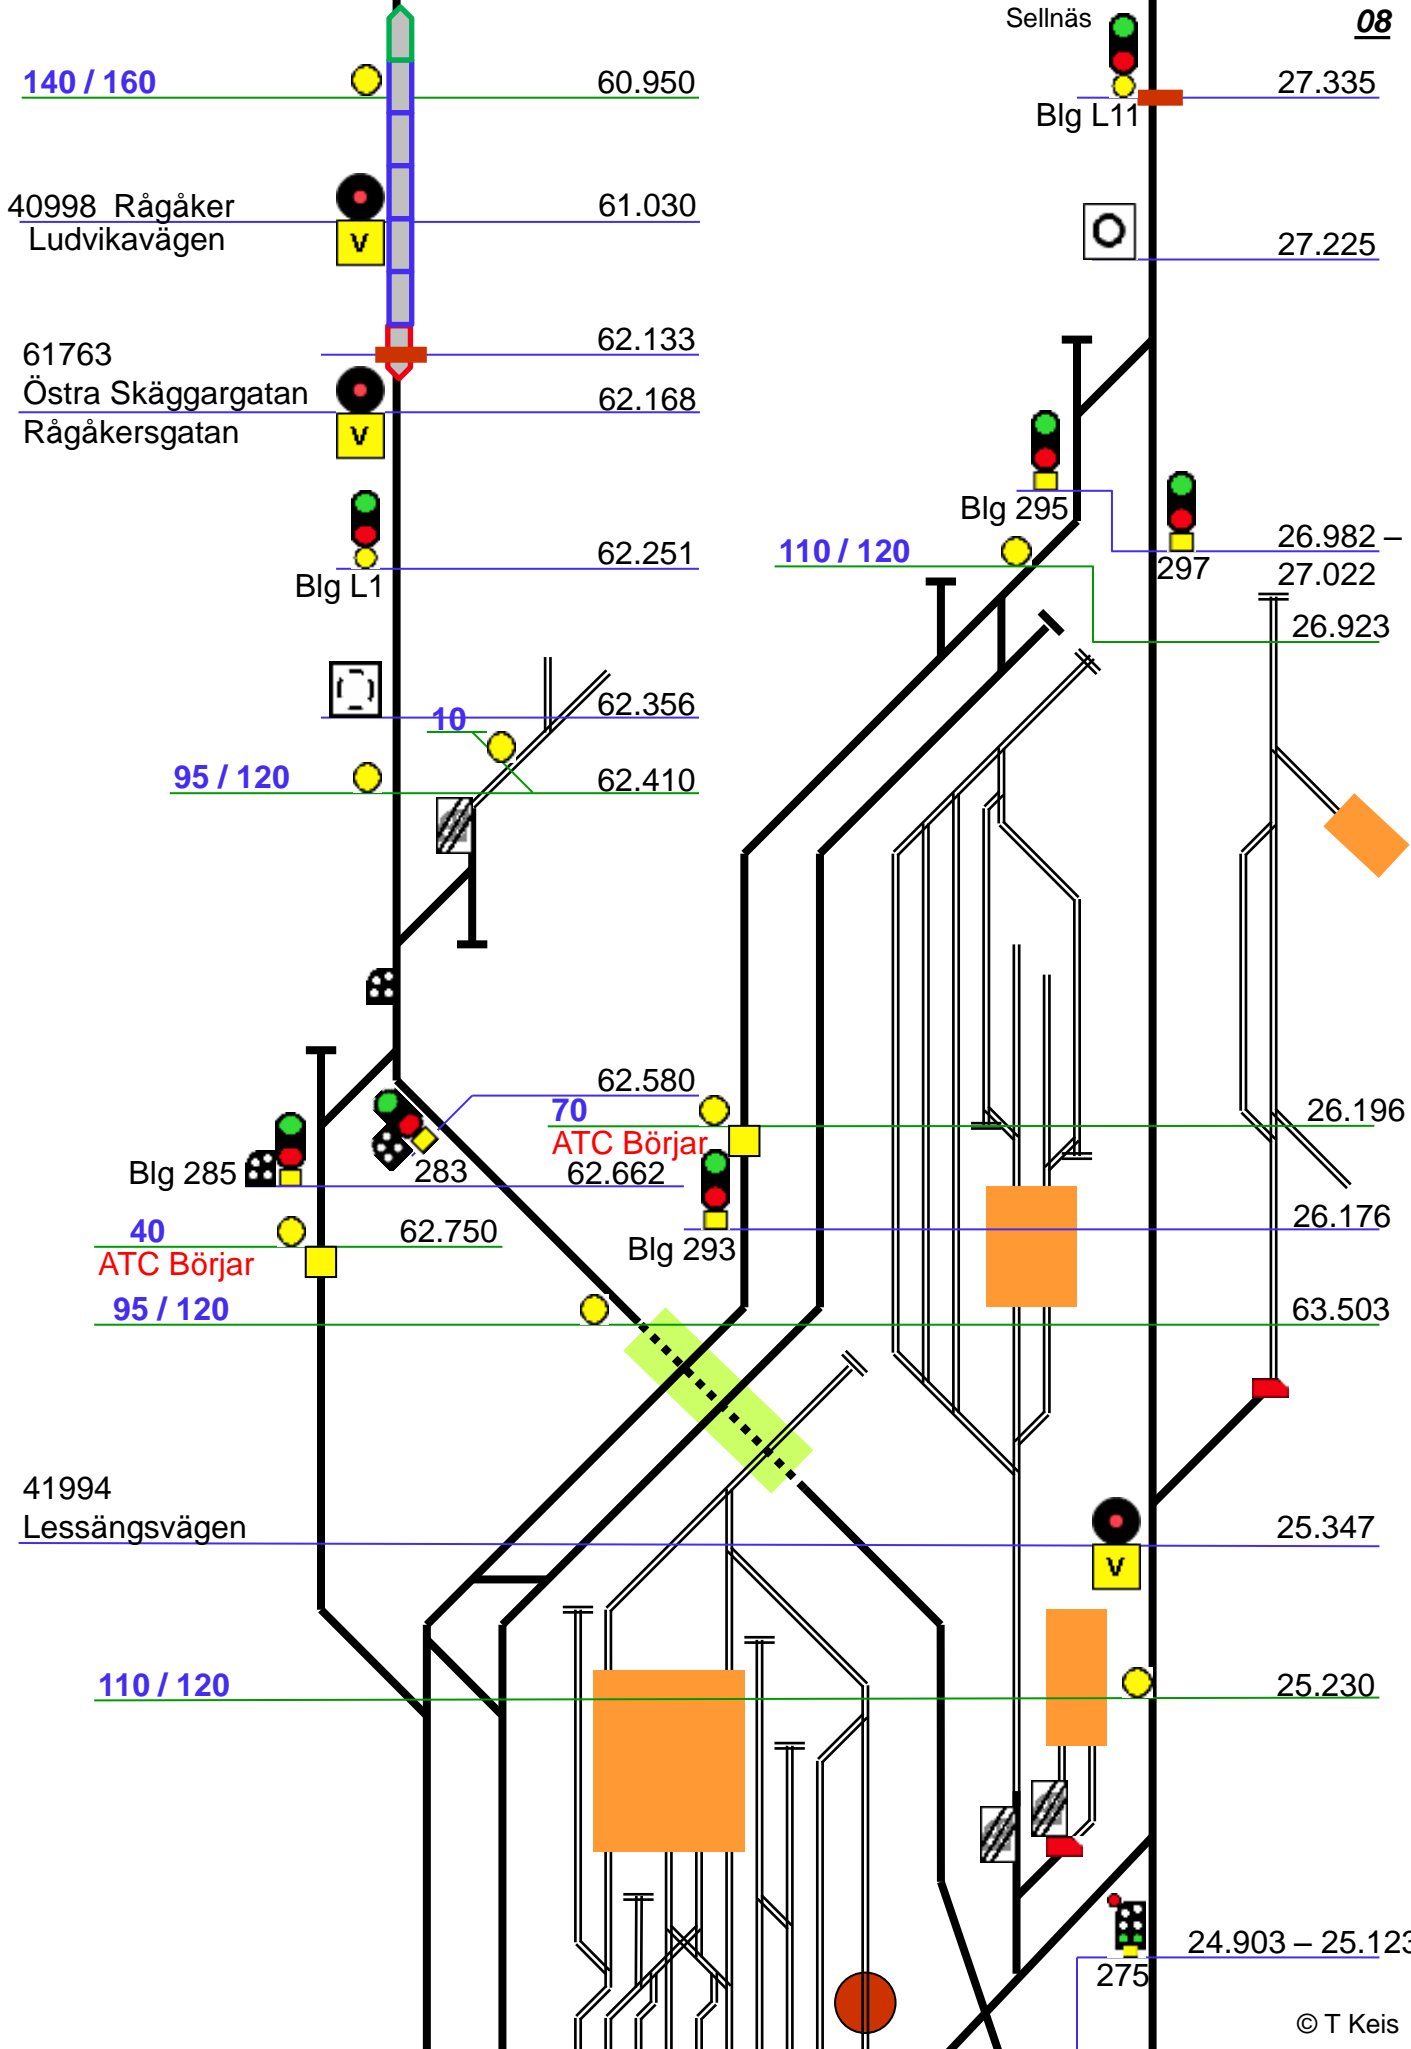 Sellnäs
08
140 / 160
60.950
27.335
Blg L11
40998 Rågåker
61.030
Ludvikavägen
V
27.225
62.133
61763
Östra Skäggargatan
62.168
Rågåkersgatan
V
Blg 295
26.982 –
62.251
110 / 120
297
27.022
Blg L1
26.923
62.356
10
95 / 120
62.410
62.580
70
26.196
ATC Börjar
Blg 285
283
62.662
26.176
40
62.750
Blg 293
ATC Börjar
95 / 120
63.503
41994
Lessängsvägen
25.347
V
110 / 120
25.230
24.903 – 25.123
275
© T Keis